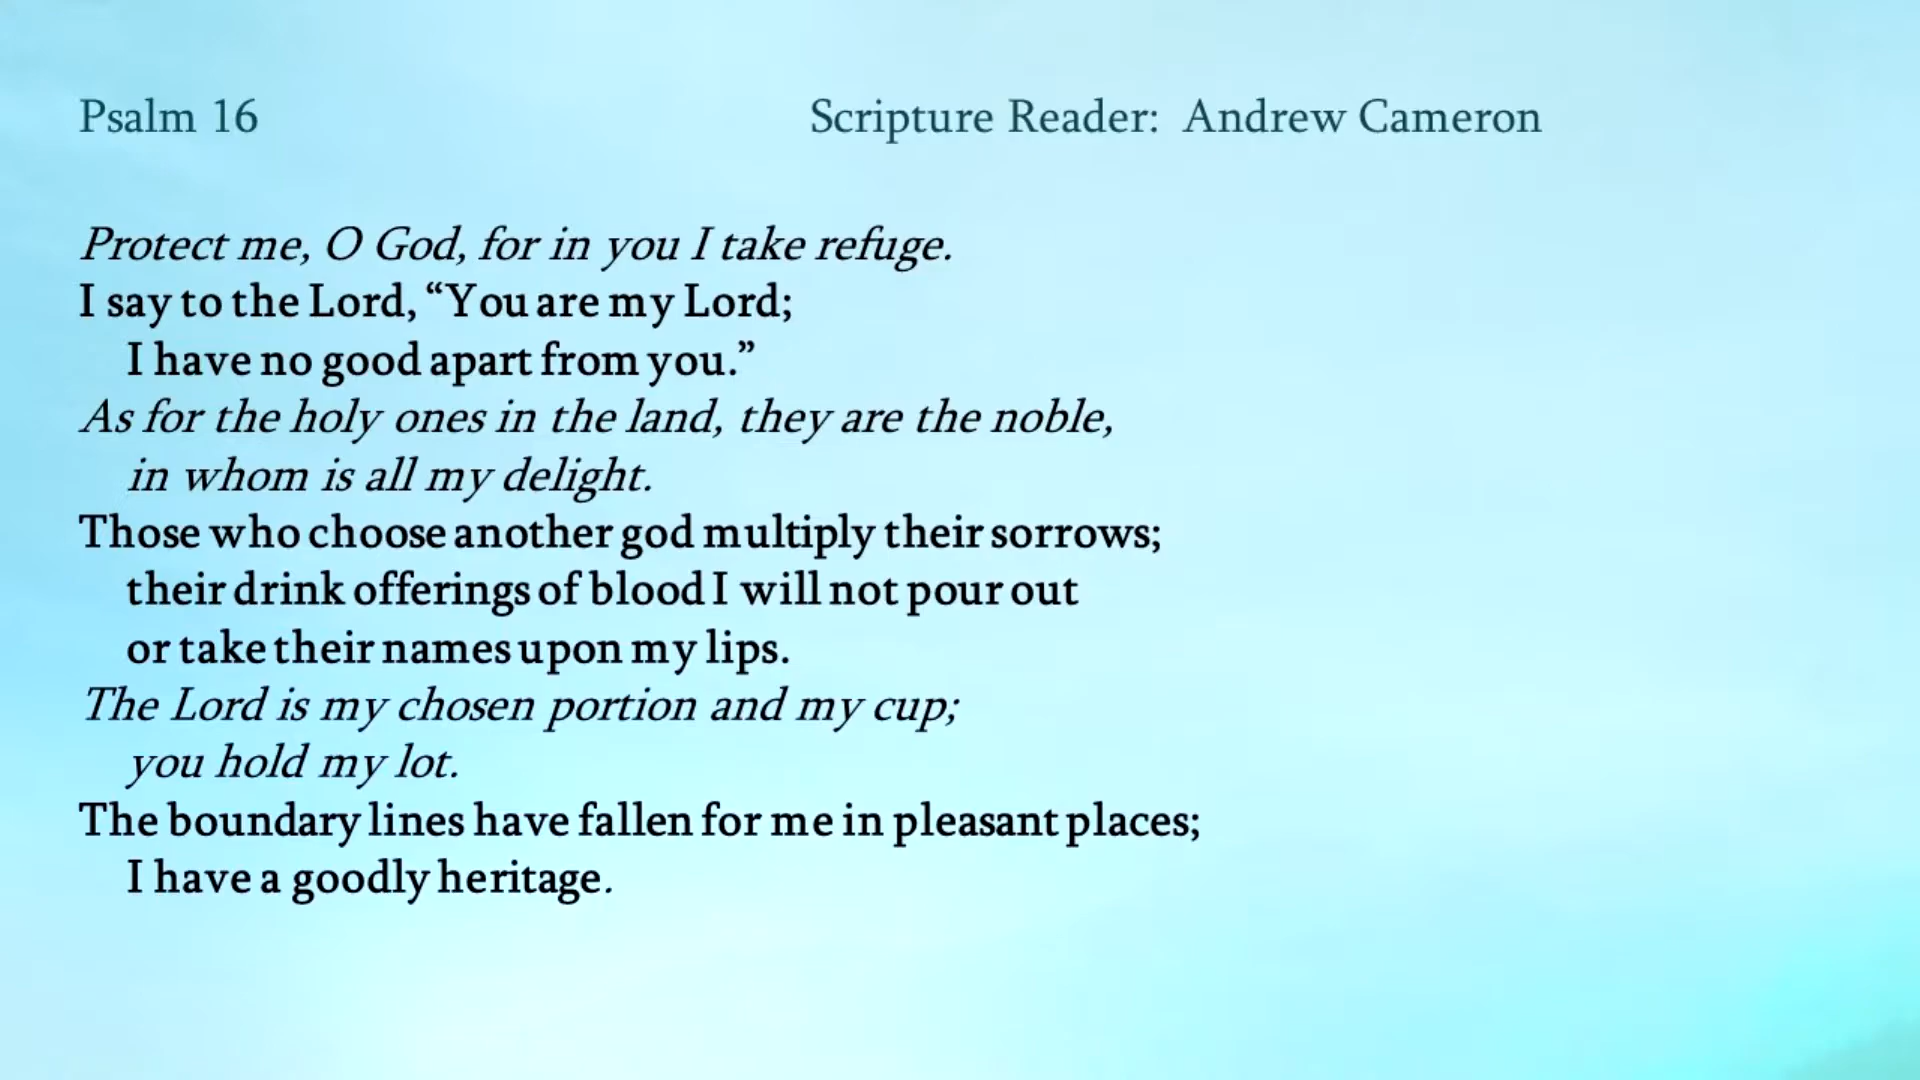 Psalm 16 Scripture Reader: Andrew Cameron
Protect me, O God, for in you I take refuge.
I say to the Lord, “You are my Lord;
I have no good apart from you.”
As for the holy ones in the land, they are the noble,
in whom is all my delight.
Those who choose another god multiply their sorrows;
their drink offerings of blood I will not pour out
or take their names upon my lips.
The Lord is my chosen portion and my cup;
you hold my lot.
The boundary lines have fallen for me in pleasant places;
I have a goodly heritage.